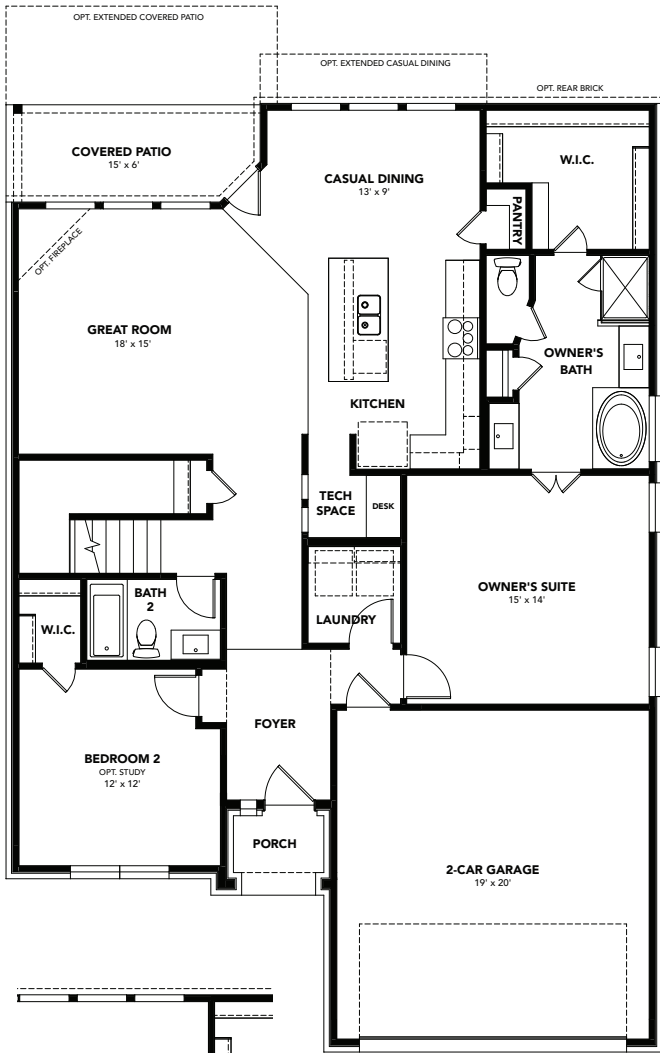 OPT. EXTENDED COVERED PATIO
OPT. EXTENDED CASUAL DINING
OPT. REAR BRICK
COVERED PATIO
15' x 6'
CASUAL DINING
13' x 9'
W.I.C.
PANTRY
OPT. FIREPLACE
GREAT ROOM
18' x 15'
OWNER'S
BATH
KITCHEN
TECH
SPACE
DESK
OWNER'S SUITE
15' x 14'
BATH
2
LAUNDRY
W.I.C.
FOYER
BEDROOM 2
OPT. STUDY
12' x 12'
PORCH
2-CAR GARAGE
19' x 20'